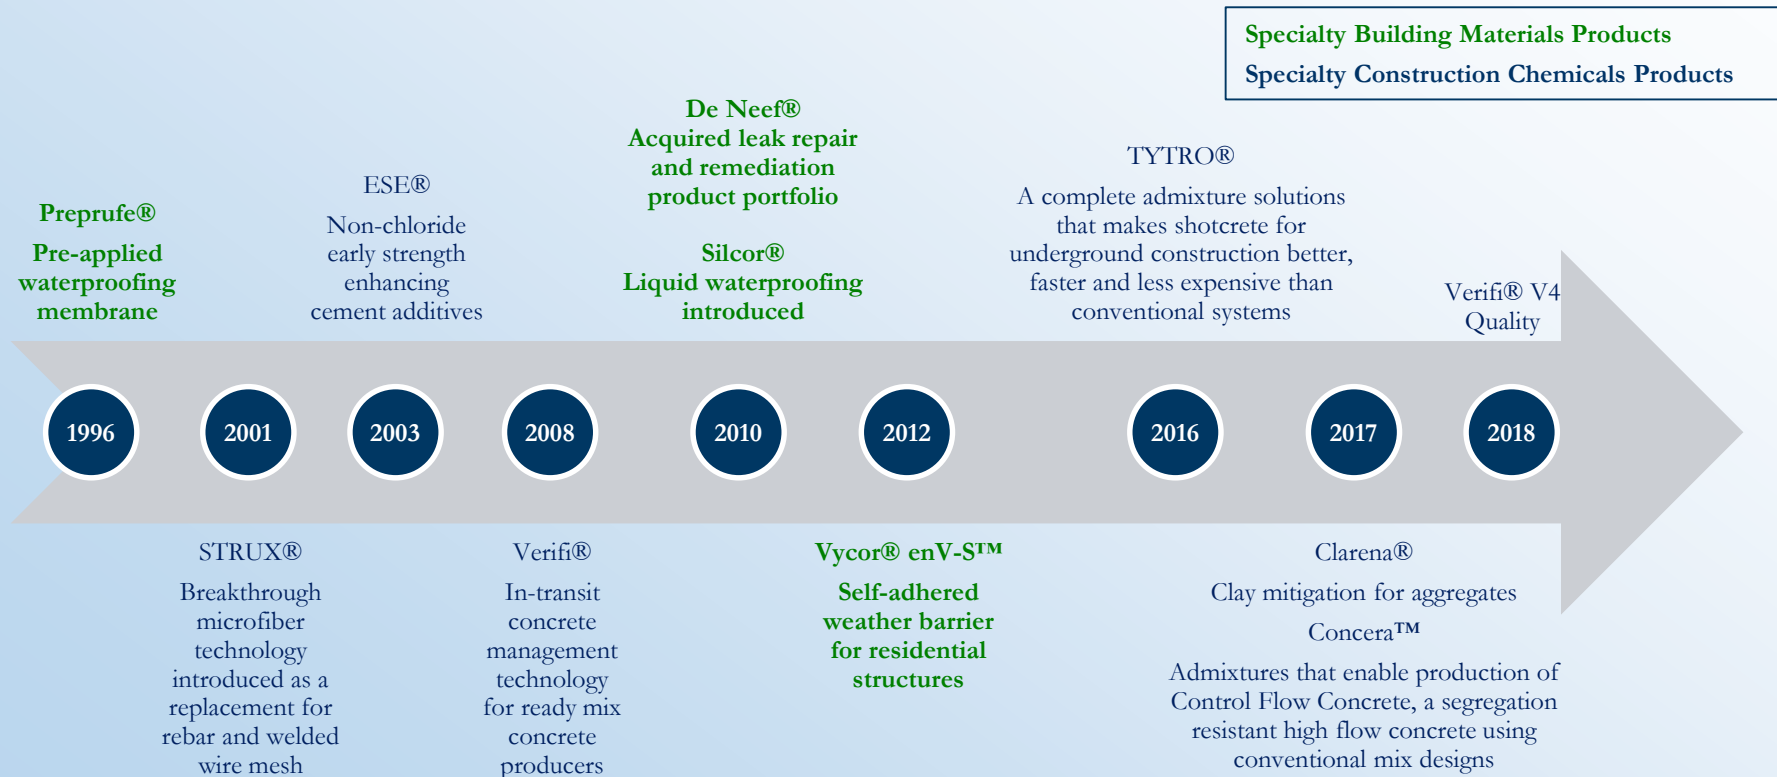 Specialty Building Materials Products
Specialty Construction Chemicals Products
Preprufe®
Pre-applied
waterproofing
membrane
ESE®
Non-chloride
early strength
enhancing
cement additives
De Neef®
Acquired leak repair
and remediation
product portfolio
Silcor®
Liquid waterproofing
introduced
TYTRO®
A complete admixture solutions
that makes shotcrete for
underground construction better,
faster and less expensive than
conventional systems
Verifi® V4
Quality
1996
2001
2003
2008
2010
2012
2016
2017
2018
STRUX®
Breakthrough
microfiber
technology
introduced as a
replacement for
rebar and welded
wire mesh
Verifi®
In-transit
concrete
management
technology
for ready mix
concrete
producers
Vycor® enV-S™
Self-adhered
weather barrier
for residential
structures
Clarena®
Clay mitigation for aggregates
Concera™
Admixtures that enable production of
Control Flow Concrete, a segregation
resistant high flow concrete using
conventional mix designs